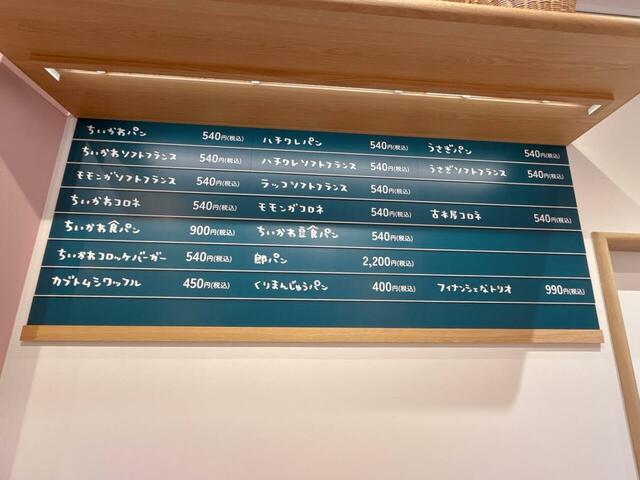 ちいかわパン 540円(税込) ハチワレパン 540円(税込) うさぎパン 540円(税込)
ちいかわソフトフランス 540円(税込) ハチワレソフトフランス 540円(税込) うさぎソフトフランス 540円(税込)
モモンガソフトフランス 540円(税込) ラッコソフトフランス 540円(税込)
ちいかわコロネ 540円(税込) モモンガコロネ 540円(税込) 古本屋コロネ 540円(税込)
ちいかわ食パン 900円(税込) ちいかわ豆食パン 540円(税込)
ちいかわコロッケバーガー 540円(税込) 郎パン 2,200円(税込)
カブトムシワッフル 450円(税込) くりまんじゅうパン 400円(税込) フィナンシェなトリオ 990円(税込)